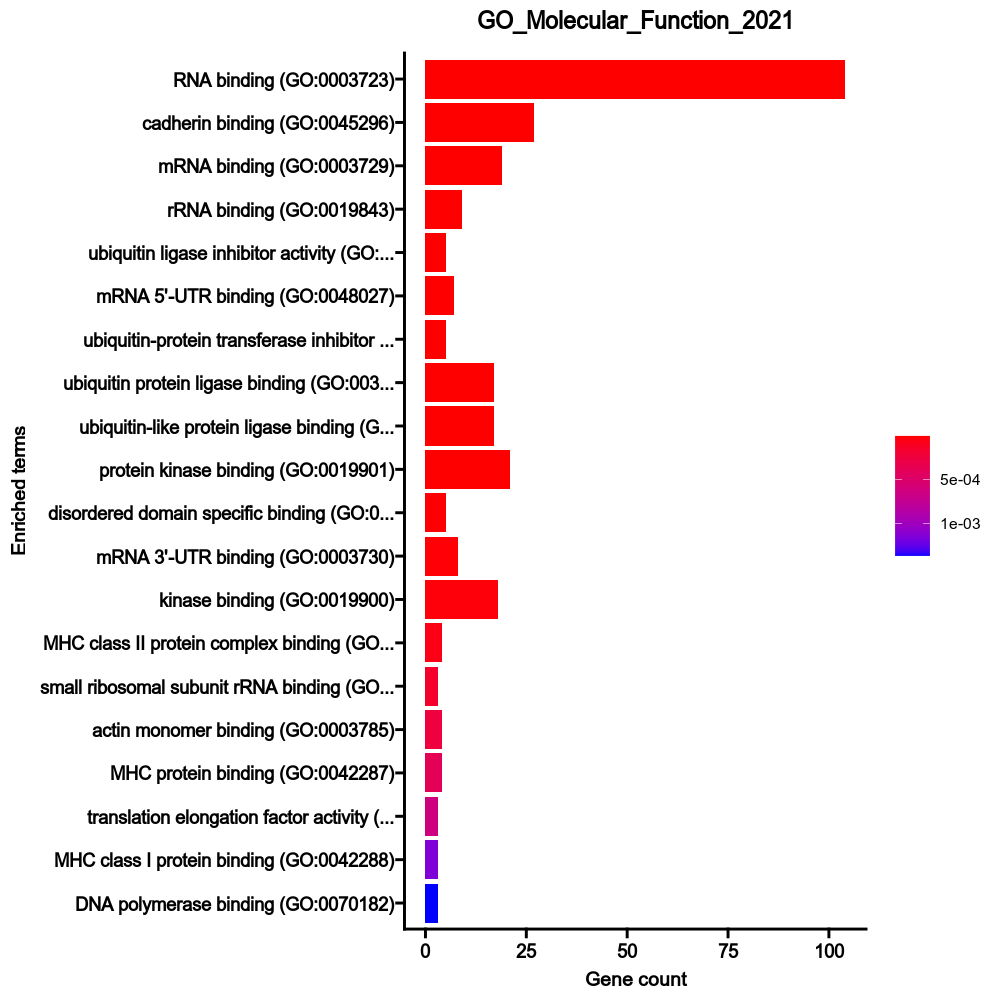 GO_Molecular_Function_2021
RNA binding (GO:0003723)
cadherin binding (GO:0045296)
mRNA binding (GO:0003729)
rRNA binding (GO:0019843)
ubiquitin ligase inhibitor activity (GO:...
mRNA 5'-UTR binding (GO:0048027)
ubiquitin-protein transferase inhibitor ...
ubiquitin protein ligase binding (GO:003...
ubiquitin-like protein ligase binding (G...
protein kinase binding (GO:0019901)
disordered domain specific binding (GO:0...
mRNA 3'-UTR binding (GO:0003730)
kinase binding (GO:0019900)
MHC class II protein complex binding (GO...
small ribosomal subunit rRNA binding (GO...
actin monomer binding (GO:0003785)
MHC protein binding (GO:0042287)
translation elongation factor activity (...
MHC class I protein binding (GO:0042288)
DNA polymerase binding (GO:0070182)
Enriched terms
0 25 50 75 100
Gene count
5e-04
1e-03